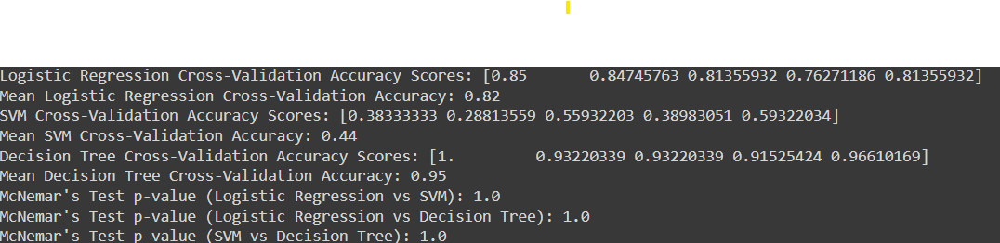 Logistic Regression Cross-Validation Accuracy Scores: [0.85       0.84745763 0.81355932 0.76271186 0.81355932]
Mean Logistic Regression Cross-Validation Accuracy: 0.82
SVM Cross-Validation Accuracy Scores: [0.38333333 0.28813559 0.55932203 0.38983051 0.59322034]
Mean SVM Cross-Validation Accuracy: 0.44
Decision Tree Cross-Validation Accuracy Scores: [1.         0.93220339 0.93220339 0.91525424 0.96610169]
Mean Decision Tree Cross-Validation Accuracy: 0.95
McNemar's Test p-value (Logistic Regression vs SVM): 1.0
McNemar's Test p-value (Logistic Regression vs Decision Tree): 1.0
McNemar's Test p-value (SVM vs Decision Tree): 1.0